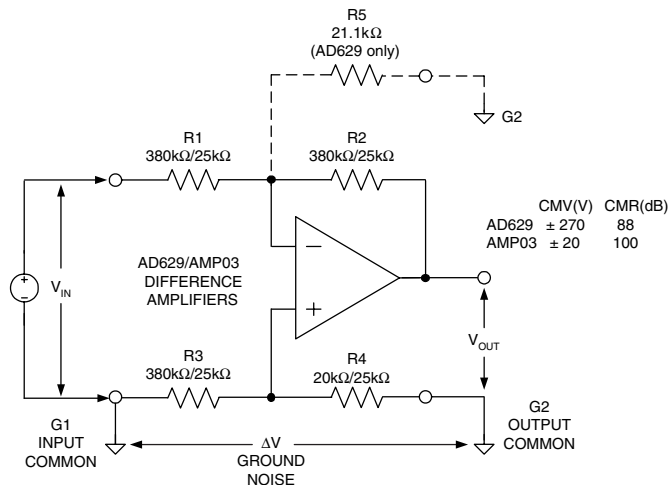 R5
21.1kΩ
(AD629 only)
G2
R1
380kΩ/25kΩ
R2
380kΩ/25kΩ
CMV(V) CMR(dB)
AD629 ± 270 88
AMP03 ± 20 100
V_IN
AD629/AMP03
DIFFERENCE
AMPLIFIERS
−
+
V_OUT
R3
380kΩ/25kΩ
R4
20kΩ/25kΩ
G1
INPUT
COMMON
ΔV
GROUND
NOISE
G2
OUTPUT
COMMON